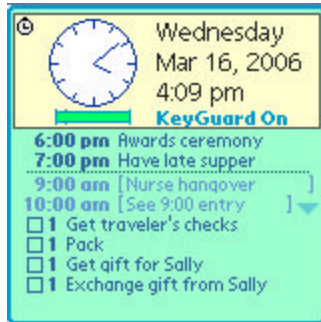 Wednesday
Mar 16, 2006
4:09 pm
KeyGuard On
6:00 pm Awards ceremony
7:00 pm Have late supper
9:00 am [Nurse hangover ]
10:00 am [See 9:00 entry ]
1 Get traveler's checks
1 Pack
1 Get gift for Sally
1 Exchange gift from Sally